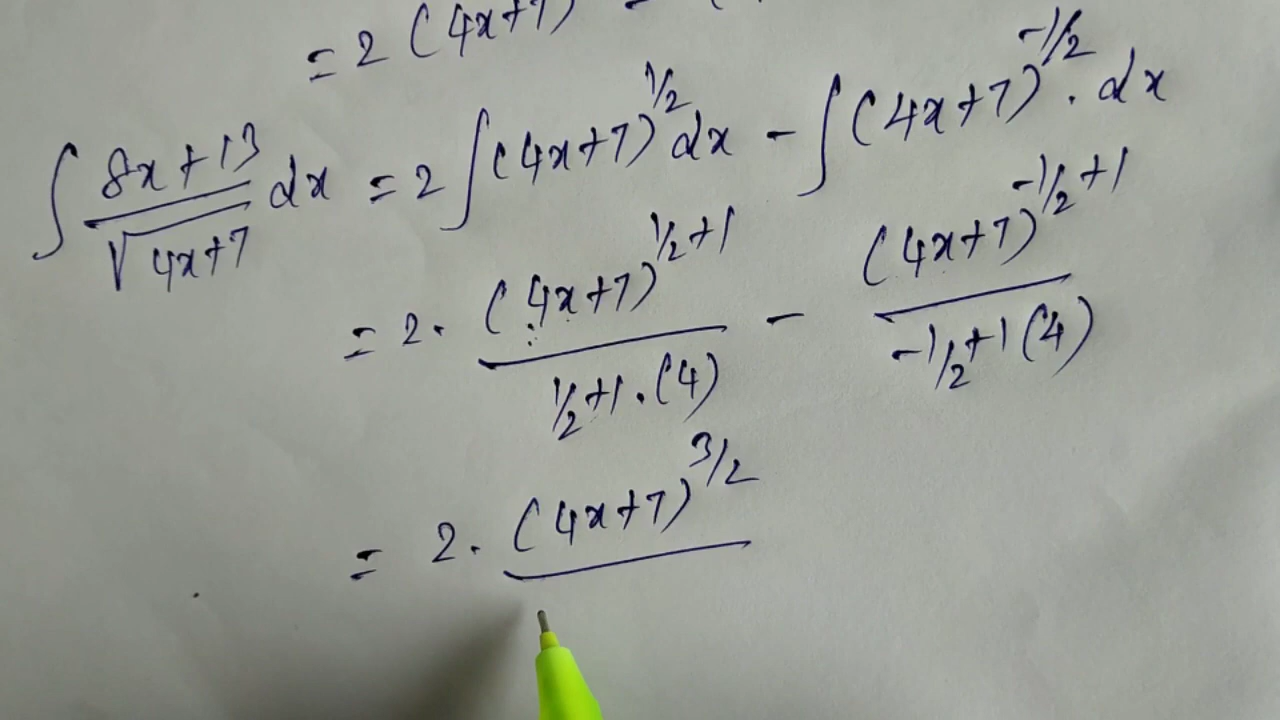 = 2 (4x+7)
∫ 8x+13/√4x+7 dx = 2 ∫(4x+7)^1/2 dx - ∫(4x+7)^-1/2 . dx
= 2. (4x+7)^1/2+1 / 1/2+1.(4) - (4x+7)^-1/2+1 / -1/2+1(4)
= 2. (4x+7)^3/2